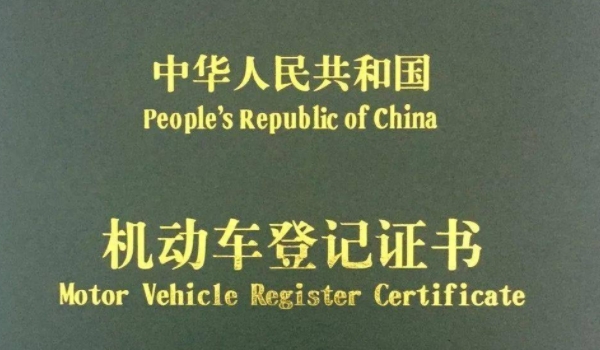 中华人民共和国
People's Republic of China
机动车登记证书
Motor Vehicle Register Certificate